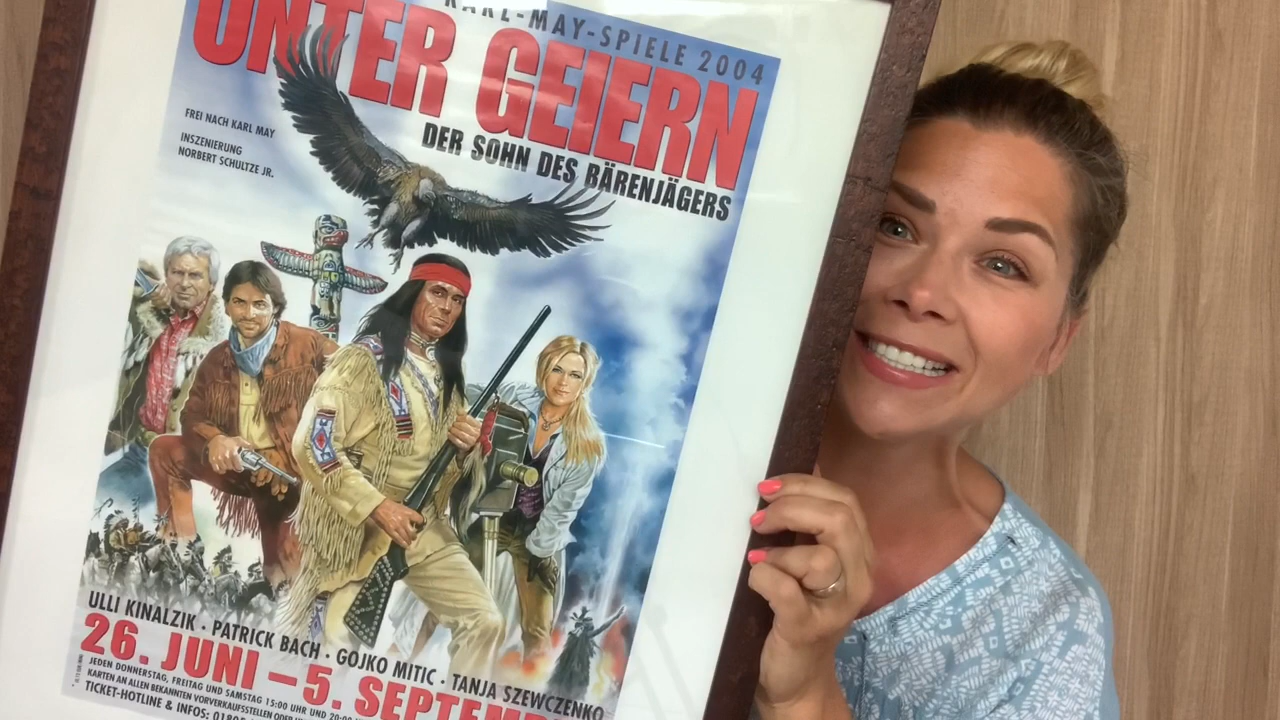 KARL-MAY-SPIELE 2004
UNTER GEIERN
DER SOHN DES BÄRENJÄGERS
FREI NACH KARL MAY
INSZENIERUNG
NORBERT SCHULTZE JR.
ULLI KINALZIK · PATRICK BACH · GOJKO MITIC · TANJA SZEWCZENKO
26. JUNI – 5. SEPTEMB
JEDEN DONNERSTAG, FREITAG UND SAMSTAG 15:00 UHR UND 20:00
KARTEN AN ALLEN BEKANNTEN VORVERKAUFSSTELLEN ODER
TICKET-HOTLINE & INFOS: 01805